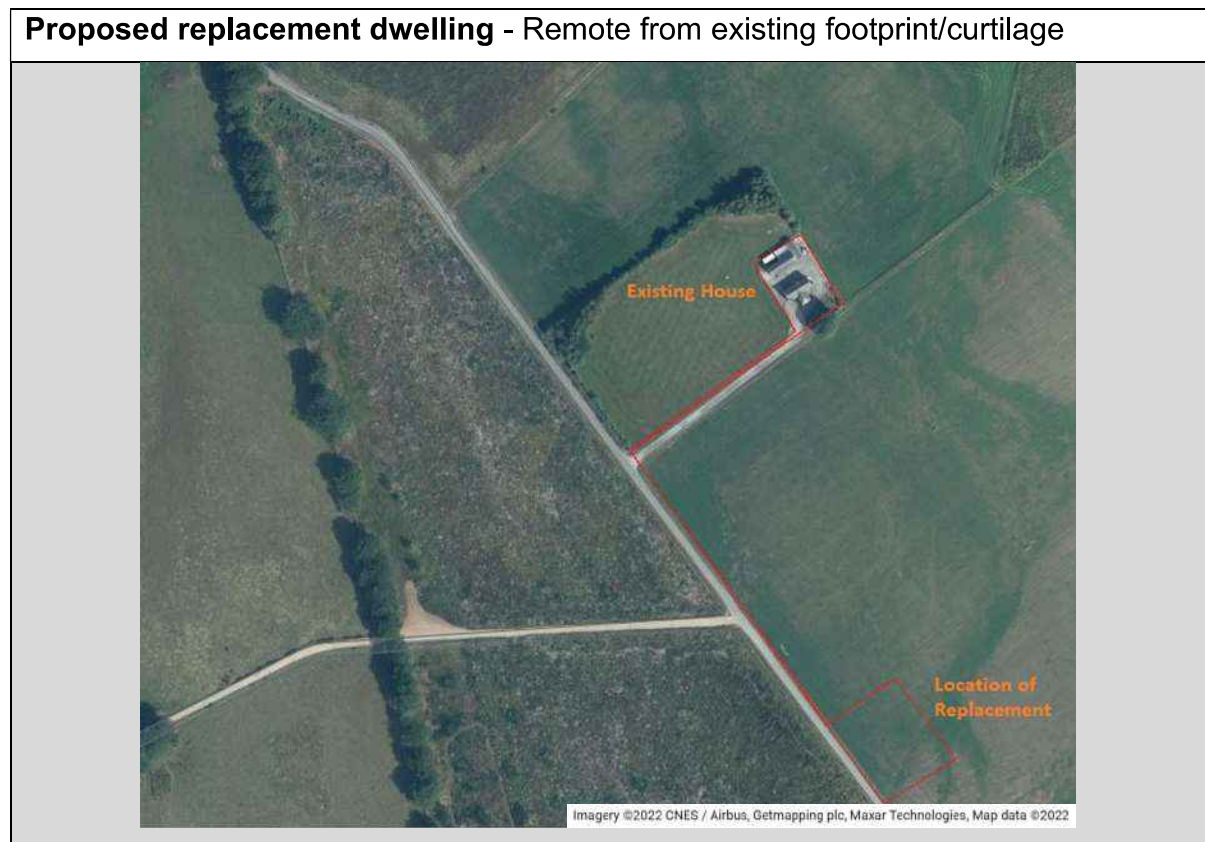 Proposed replacement dwelling - Remote from existing footprint/curtilage
Existing House
Location of
Replacement
Imagery ©2022 CNES / Airbus, Getmapping plc, Maxar Technologies, Map data ©2022